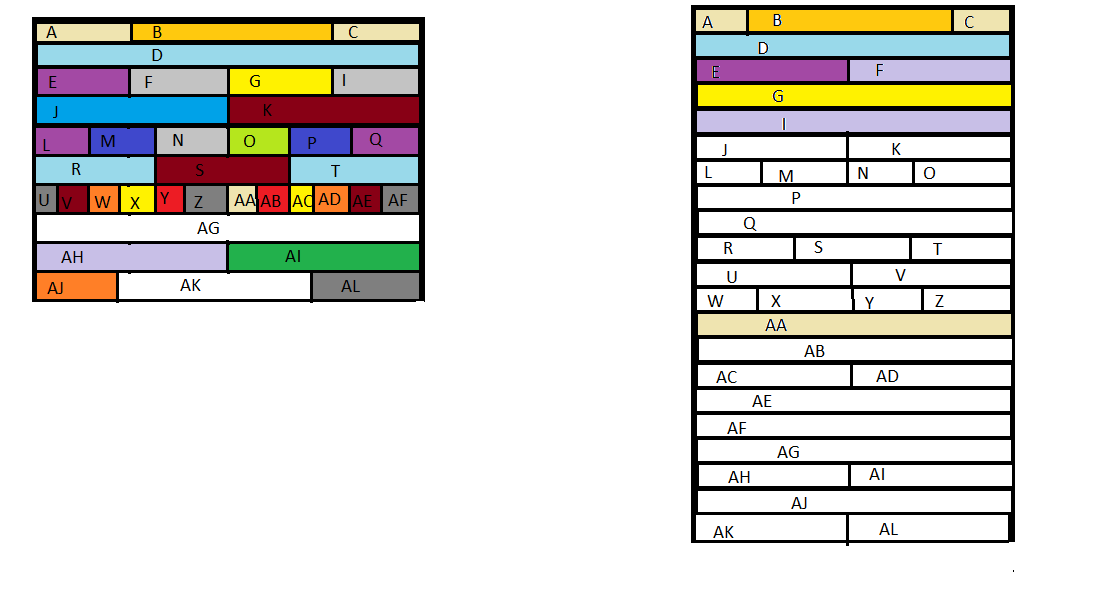 A B C
D
E F G I
J K
L M N O P Q
R S T
U V W X Y Z AA AB AC AD AE AF
AG
AH AI
AJ AK AL
A B C
D
E F
G
I
J K
L M N O
P
Q
R S T
U V
W X Y Z
AA
AB
AC AD
AE
AF
AG
AH AI
AJ
AK AL